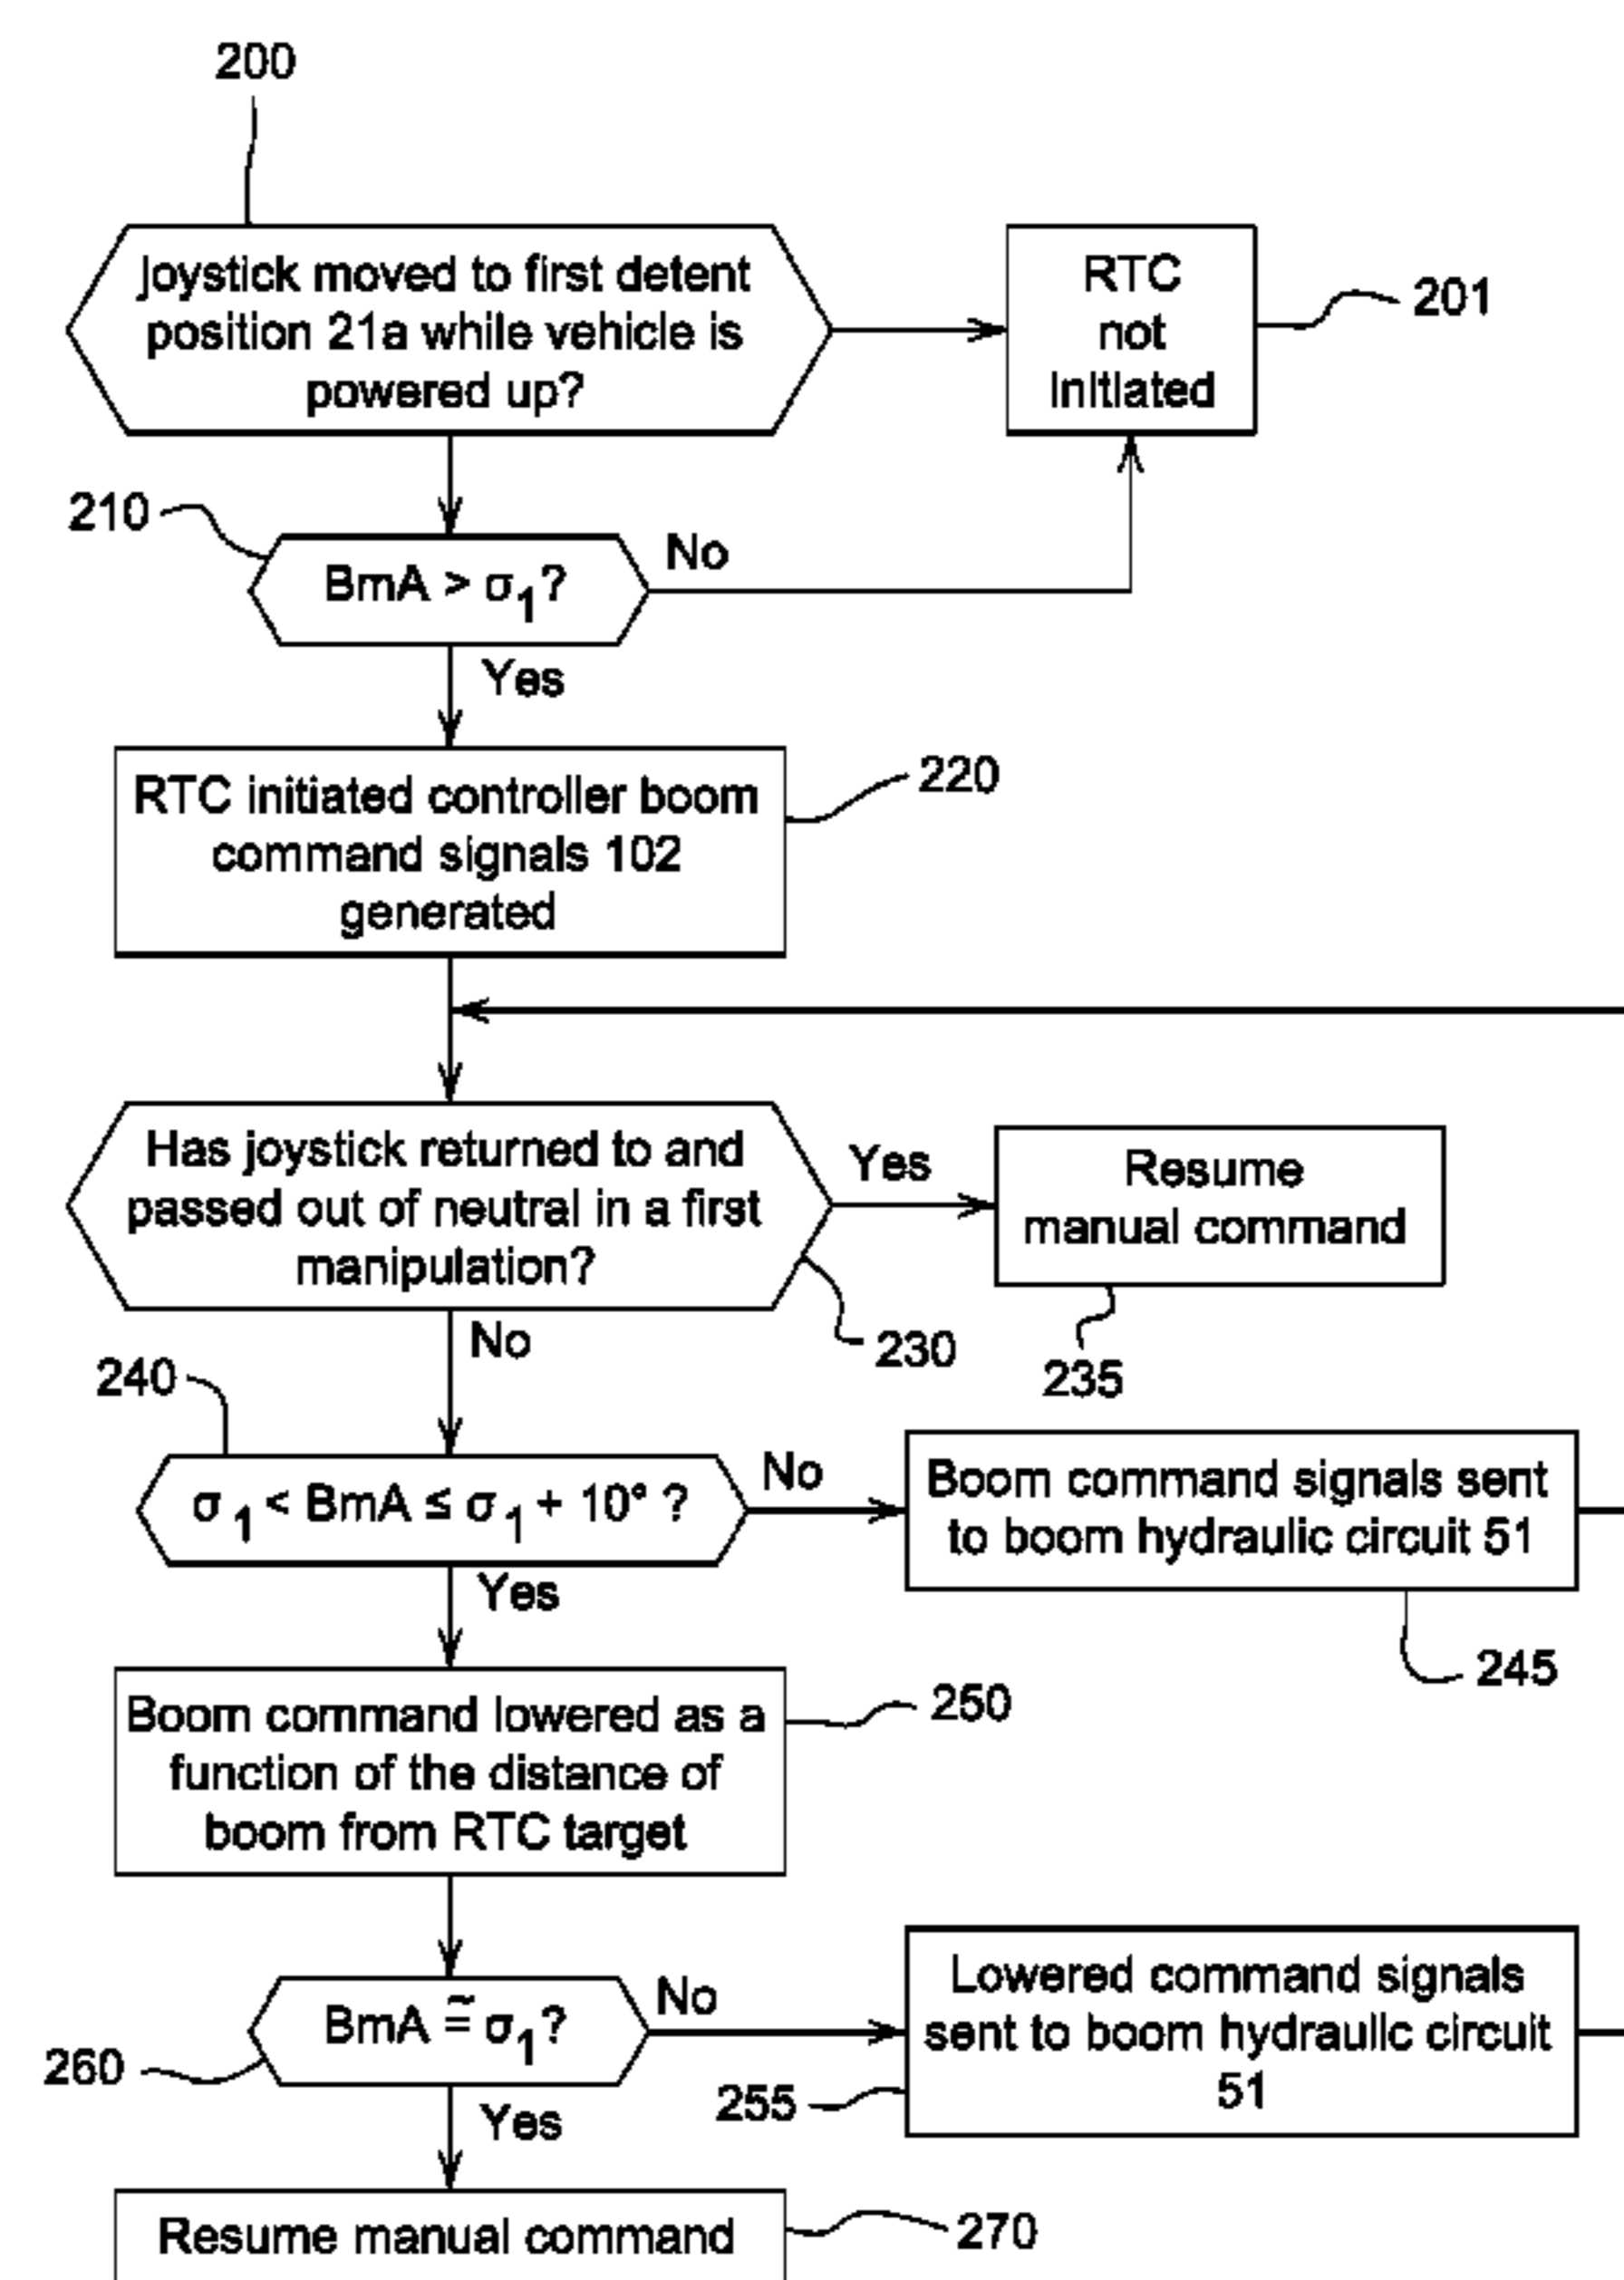 200
Joystick moved to first detent
position 21a while vehicle is
powered up?
RTC
not
initiated
201
210
BmA > σ1?
No
Yes
RTC initiated controller boom
command signals 102
generated
220
Has joystick returned to and
passed out of neutral in a first
manipulation?
Yes
Resume
manual command
230
235
No
240
σ1 < BmA ≤ σ1 + 10° ?
No
Boom command signals sent
to boom hydraulic circuit 51
245
Yes
Boom command lowered as a
function of the distance of
boom from RTC target
250
BmA ≅ σ1?
No
Lowered command signals
sent to boom hydraulic circuit
51
260
255
Yes
Resume manual command
270